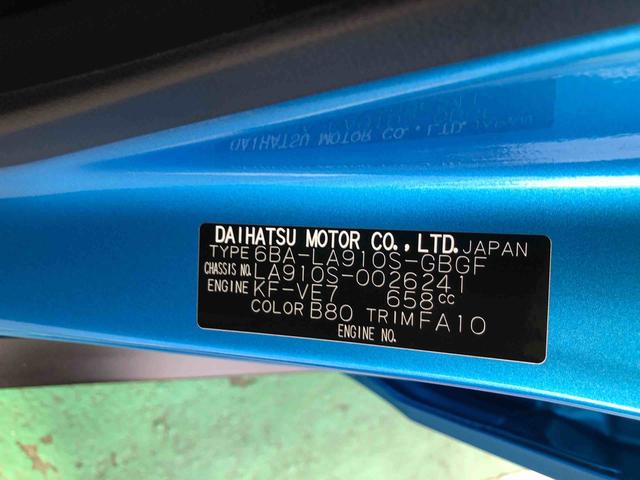 DAIHATSU MOTOR CO., LTD. JAPAN
TYPE 6BA-LA910S-GBGF
CHASSIS NO. LA910S-0026241
ENGINE KF-VE7 658cc
COLOR B80 TRIM FA10
ENGINE NO.